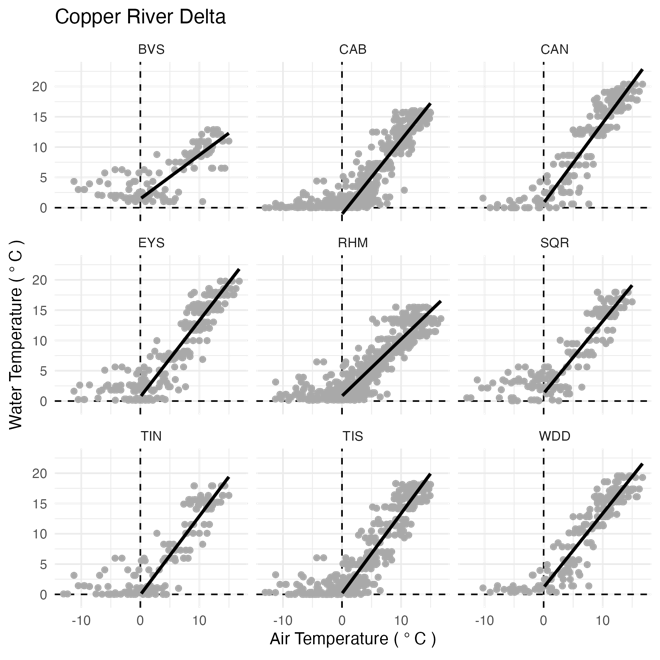 Copper River Delta
BVS CAB CAN
20
15
10
5
0
EYS RHM SQR
20
15
10
5
0
TIN TIS WDD
20
15
10
5
0
-10 0 10 -10 0 10 -10 0 10
Water Temperature ( ° C )
Air Temperature ( ° C )